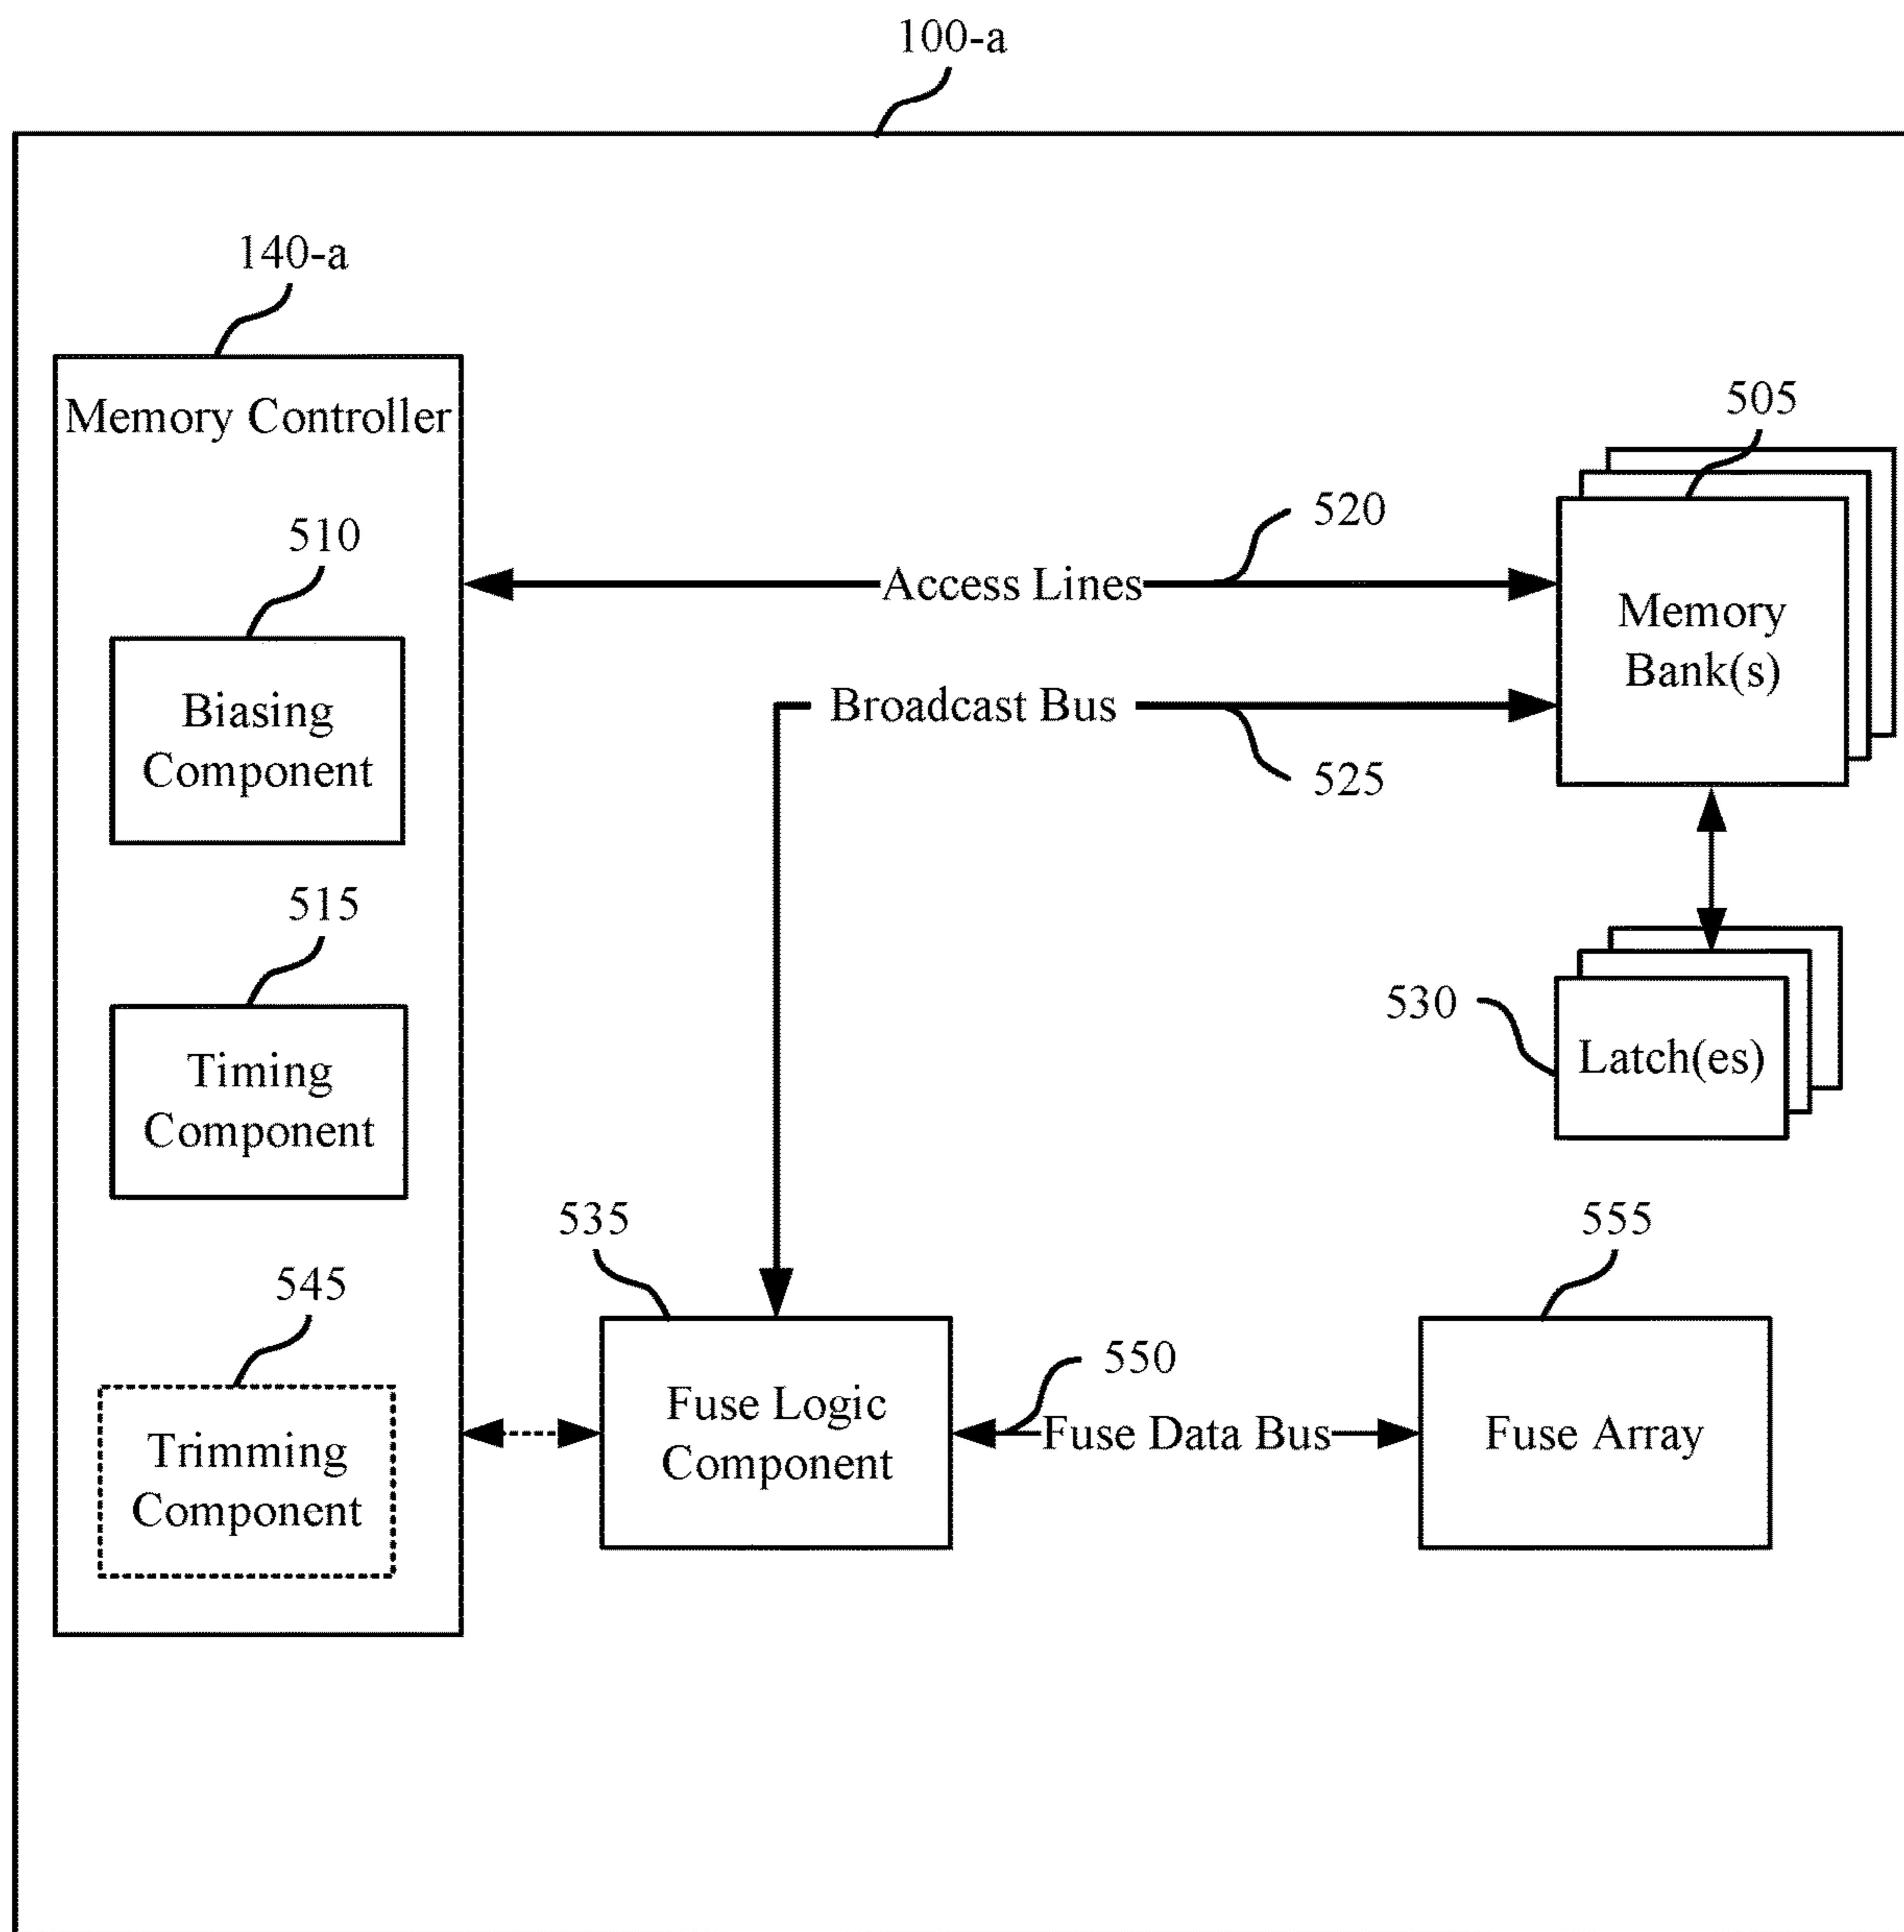 100-a
140-a
Memory Controller
505
510
520
Access Lines
Memory
Bank(s)
Biasing
Component
Broadcast Bus
525
515
530
Latch(es)
Timing
Component
535
555
545
550
Fuse Logic
Component
Fuse Data Bus
Fuse Array
Trimming
Component